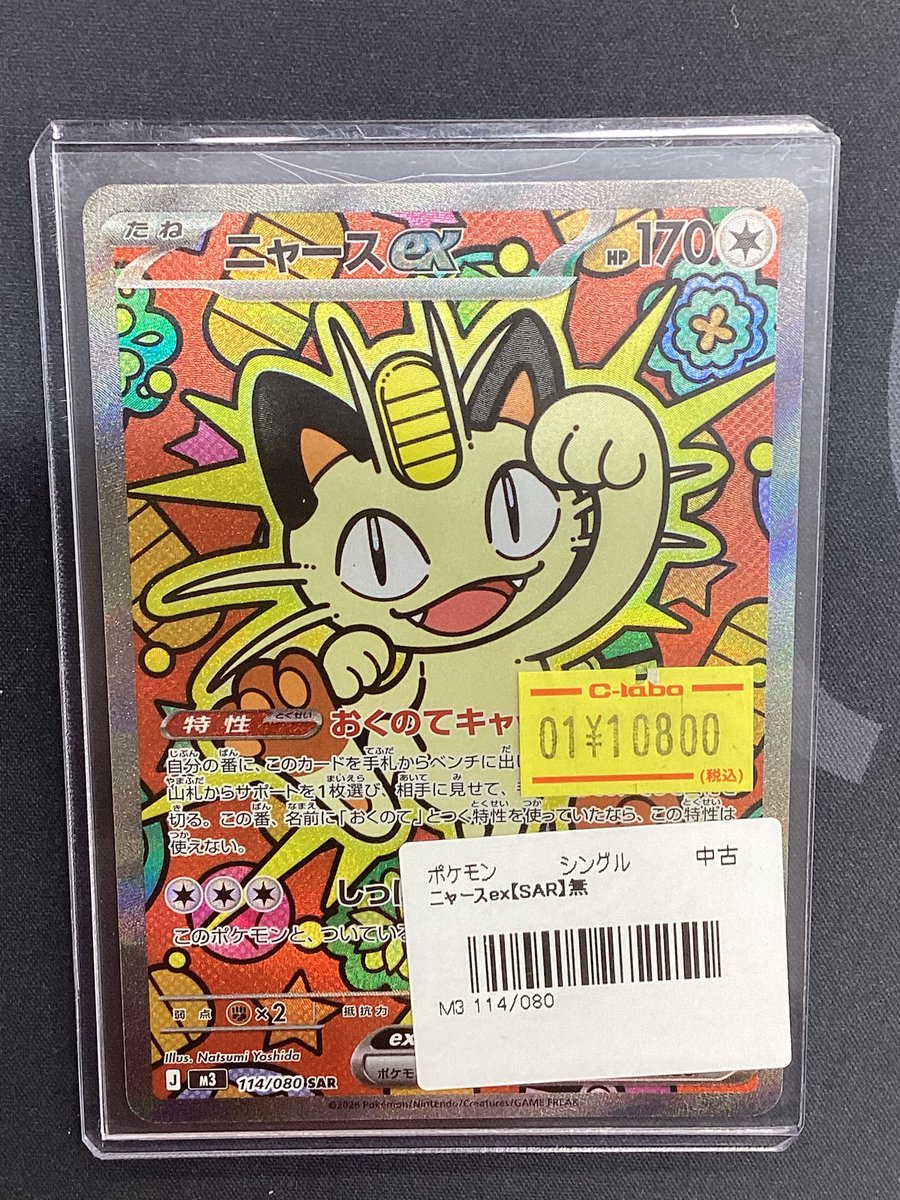 たね
ニャースex
HP 170
特性 とくせい おくのてキャッ
自分の番に、このカードを手札からベンチに出し
山札からサポートを1枚選び、相手に見せて、
切る。この番、名前に「おくのて」とつく特性を使っていたなら、この特性は
使えない。
C-labo
01¥10800
(税込)
しっぽ
このポケモンと、ついている
ポケモン シングル 中古
ニャースex【SAR】無
M3 114/080
弱点 ×2 抵抗力
ex
ポケモ
Illus. Natsumi Yoshida
J M3 114/080 SAR
©2026 Pokémon/Nintendo/Creatures/GAME FREAK